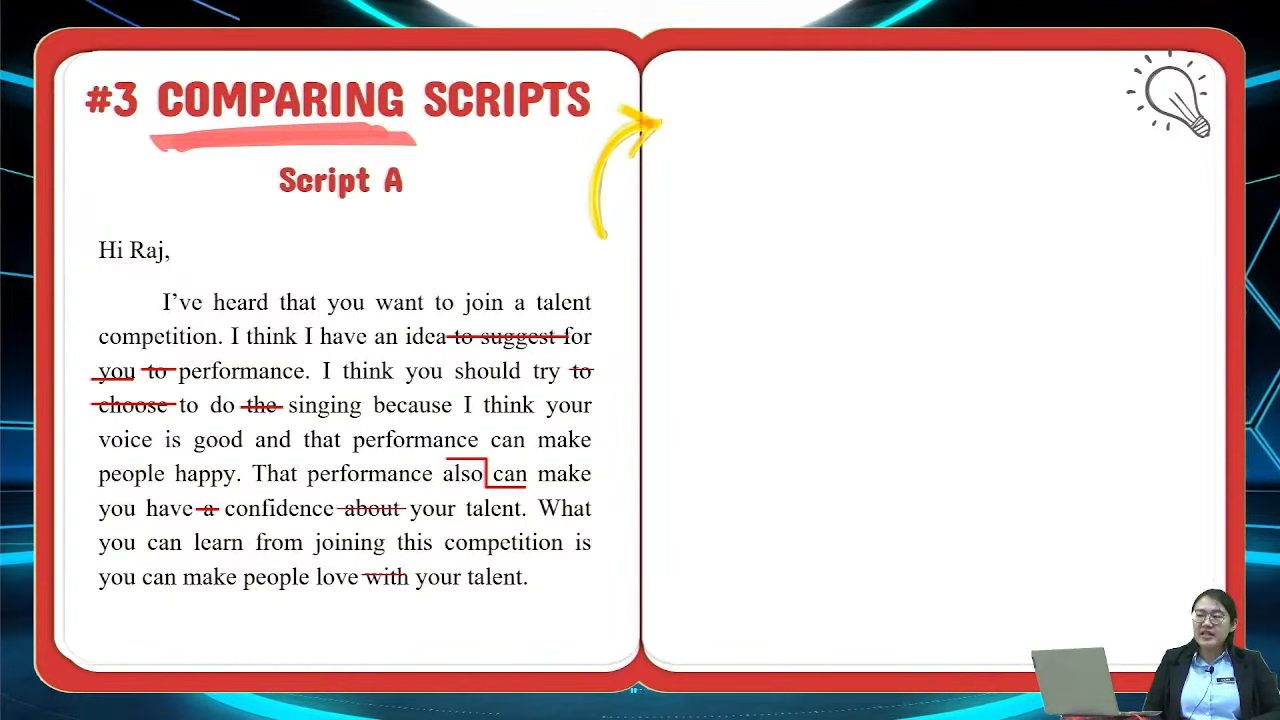 #3 COMPARING SCRIPTS
Script A
Hi Raj,
I've heard that you want to join a talent
competition. I think I have an idea to suggest for
you to performance. I think you should try to
choose to do the singing because I think your
voice is good and that performance can make
people happy. That performance also can make
you have a confidence about your talent. What
you can learn from joining this competition is
you can make people love with your talent.